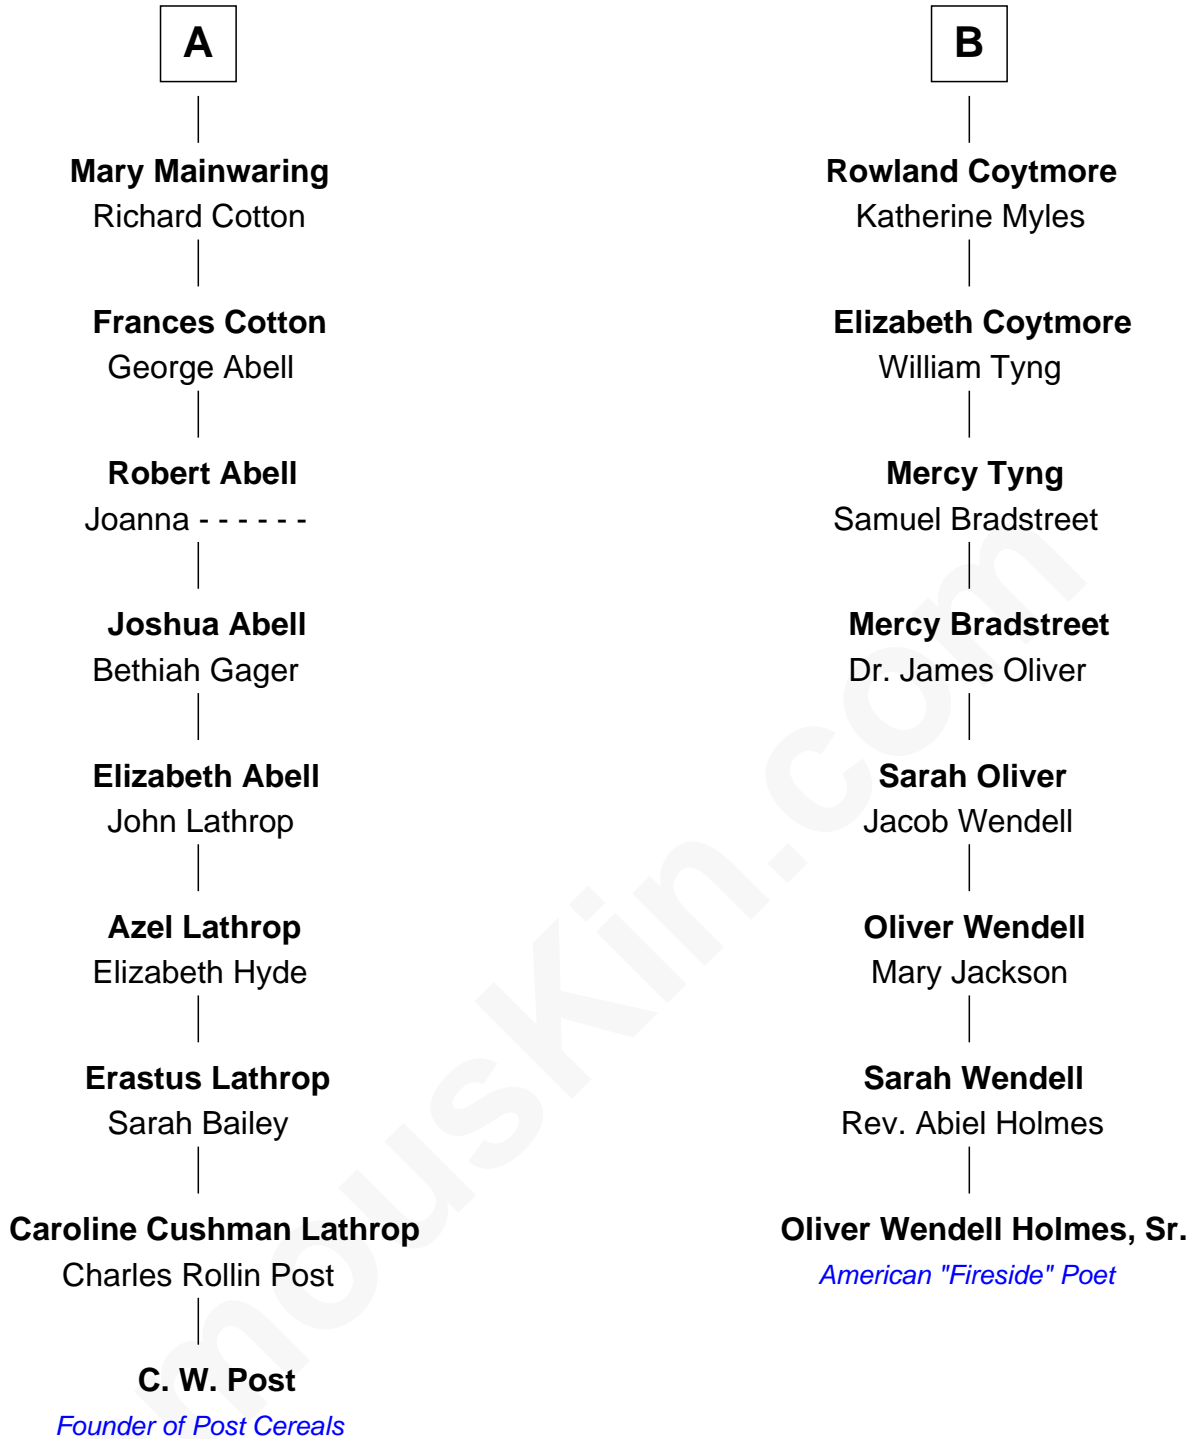 A
Mary Mainwaring
Richard Cotton
Frances Cotton
George Abell
Robert Abell
Joanna - - - - - -
Joshua Abell
Bethiah Gager
Elizabeth Abell
John Lathrop
Azel Lathrop
Elizabeth Hyde
Erastus Lathrop
Sarah Bailey
Caroline Cushman Lathrop
Charles Rollin Post
C. W. Post
Founder of Post Cereals
B
Rowland Coytmore
Katherine Myles
Elizabeth Coytmore
William Tyng
Mercy Tyng
Samuel Bradstreet
Mercy Bradstreet
Dr. James Oliver
Sarah Oliver
Jacob Wendell
Oliver Wendell
Mary Jackson
Sarah Wendell
Rev. Abiel Holmes
Oliver Wendell Holmes, Sr.
American "Fireside" Poet
mousKin.com